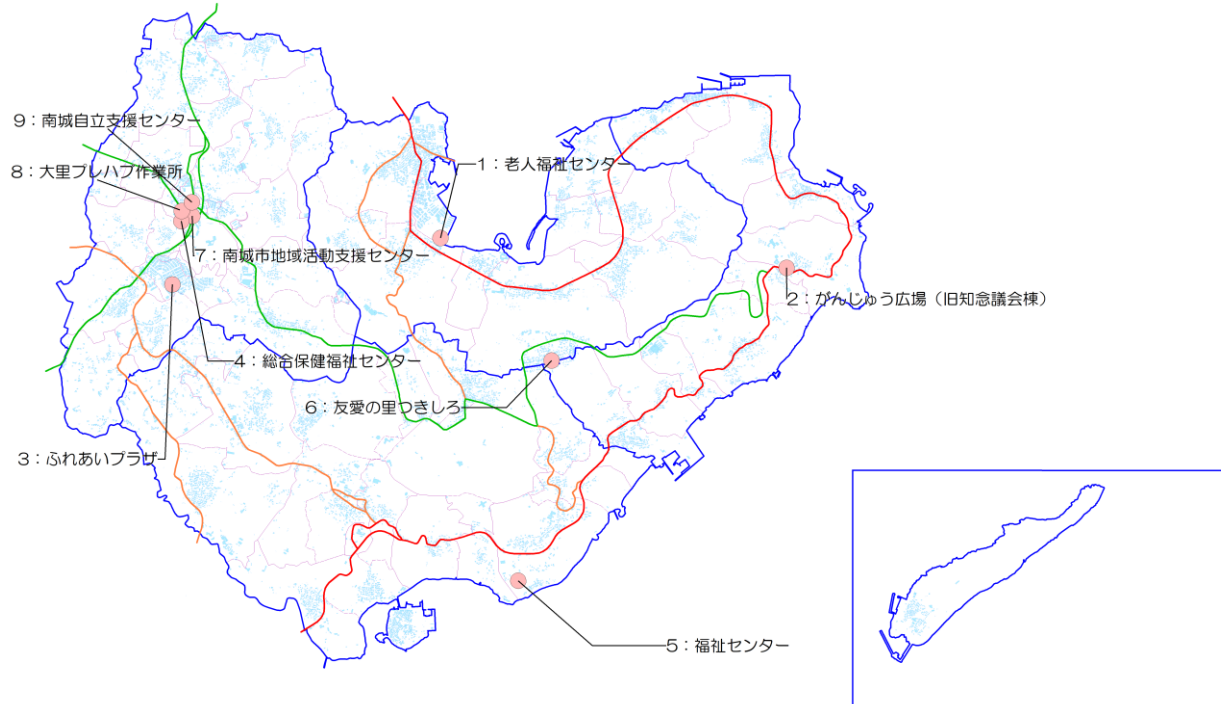 9：南城自立支援センター
8：大里プレハブ作業所
1：老人福祉センター
7：南城市地域活動支援センター
2：がんじゅう広場（旧知念議会棟）
4：総合保健福祉センター
6：友愛の里つきしろ
3：ふれあいプラザ
5：福祉センター